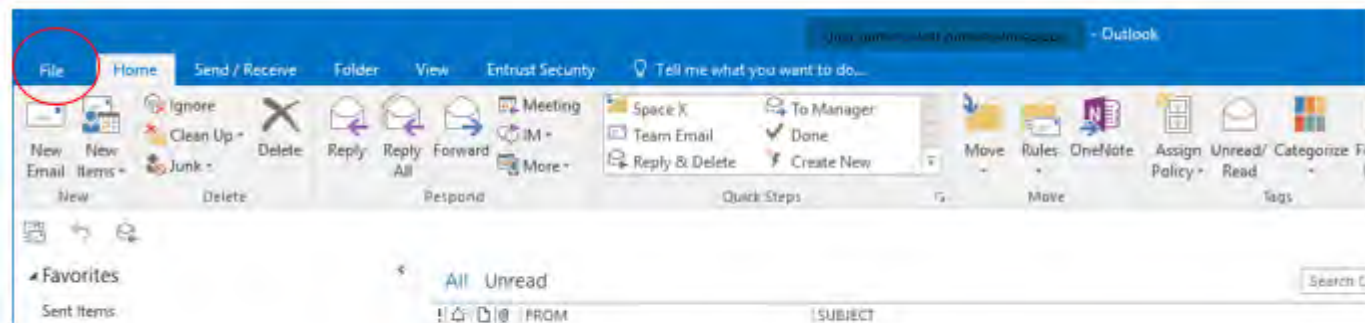 - Outlook
File Home Send / Receive Folder View Entrust Security Tell me what you want to do...
Ignore Meeting Space X To Manager
Clean Up IM Team Email Done
New Email New Items Junk Delete Reply Reply All Forward More Reply & Delete Create New Move Rules OneNote Assign Policy Unread/ Read Categorize
New Delete Respond Quick Steps Move Tags
Favorites All Unread Search
Sent Items ! @ FROM SUBJECT